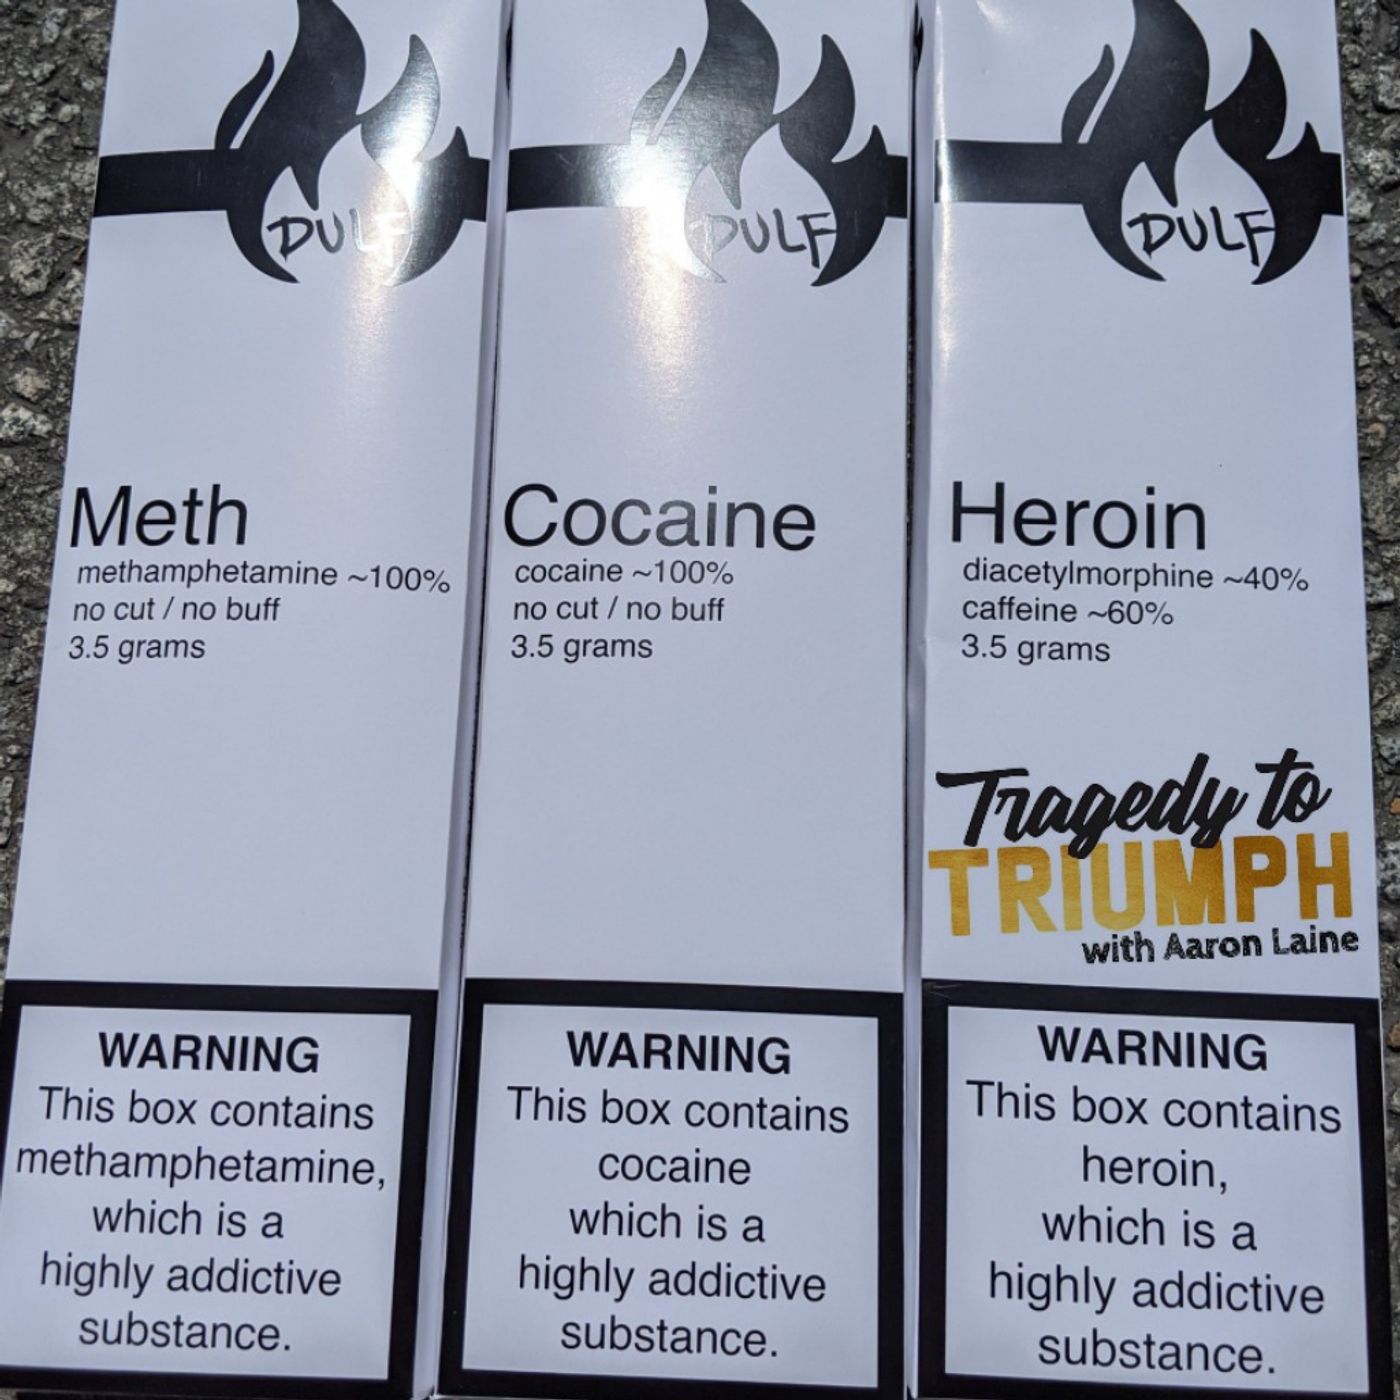 DULF
Meth
methamphetamine ~100%
no cut / no buff
3.5 grams
WARNING
This box contains
methamphetamine,
which is a
highly addictive
substance.
DULF
Cocaine
cocaine ~100%
no cut / no buff
3.5 grams
WARNING
This box contains
cocaine
which is a
highly addictive
substance.
DULF
Heroin
diacetylmorphine ~40%
caffeine ~60%
3.5 grams
Tragedy to
TRIUMPH
with Aaron Laine
WARNING
This box contains
heroin,
which is a
highly addictive
substance.